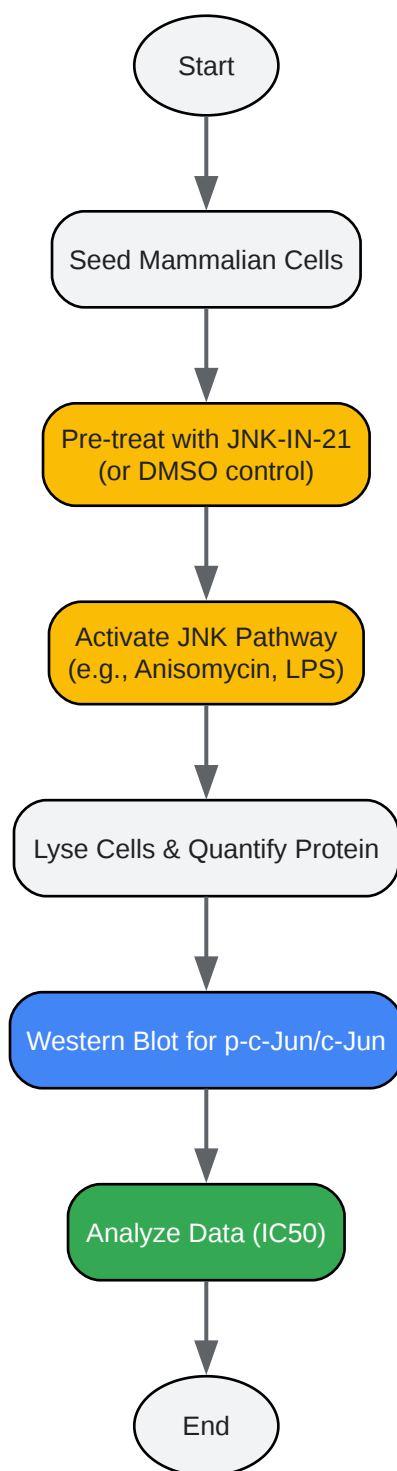 Start
Seed Mammalian Cells
Pre-treat with JNK-IN-21
(or DMSO control)
Activate JNK Pathway
(e.g., Anisomycin, LPS)
Lyse Cells & Quantify Protein
Western Blot for p-c-Jun/c-Jun
Analyze Data (IC50)
End